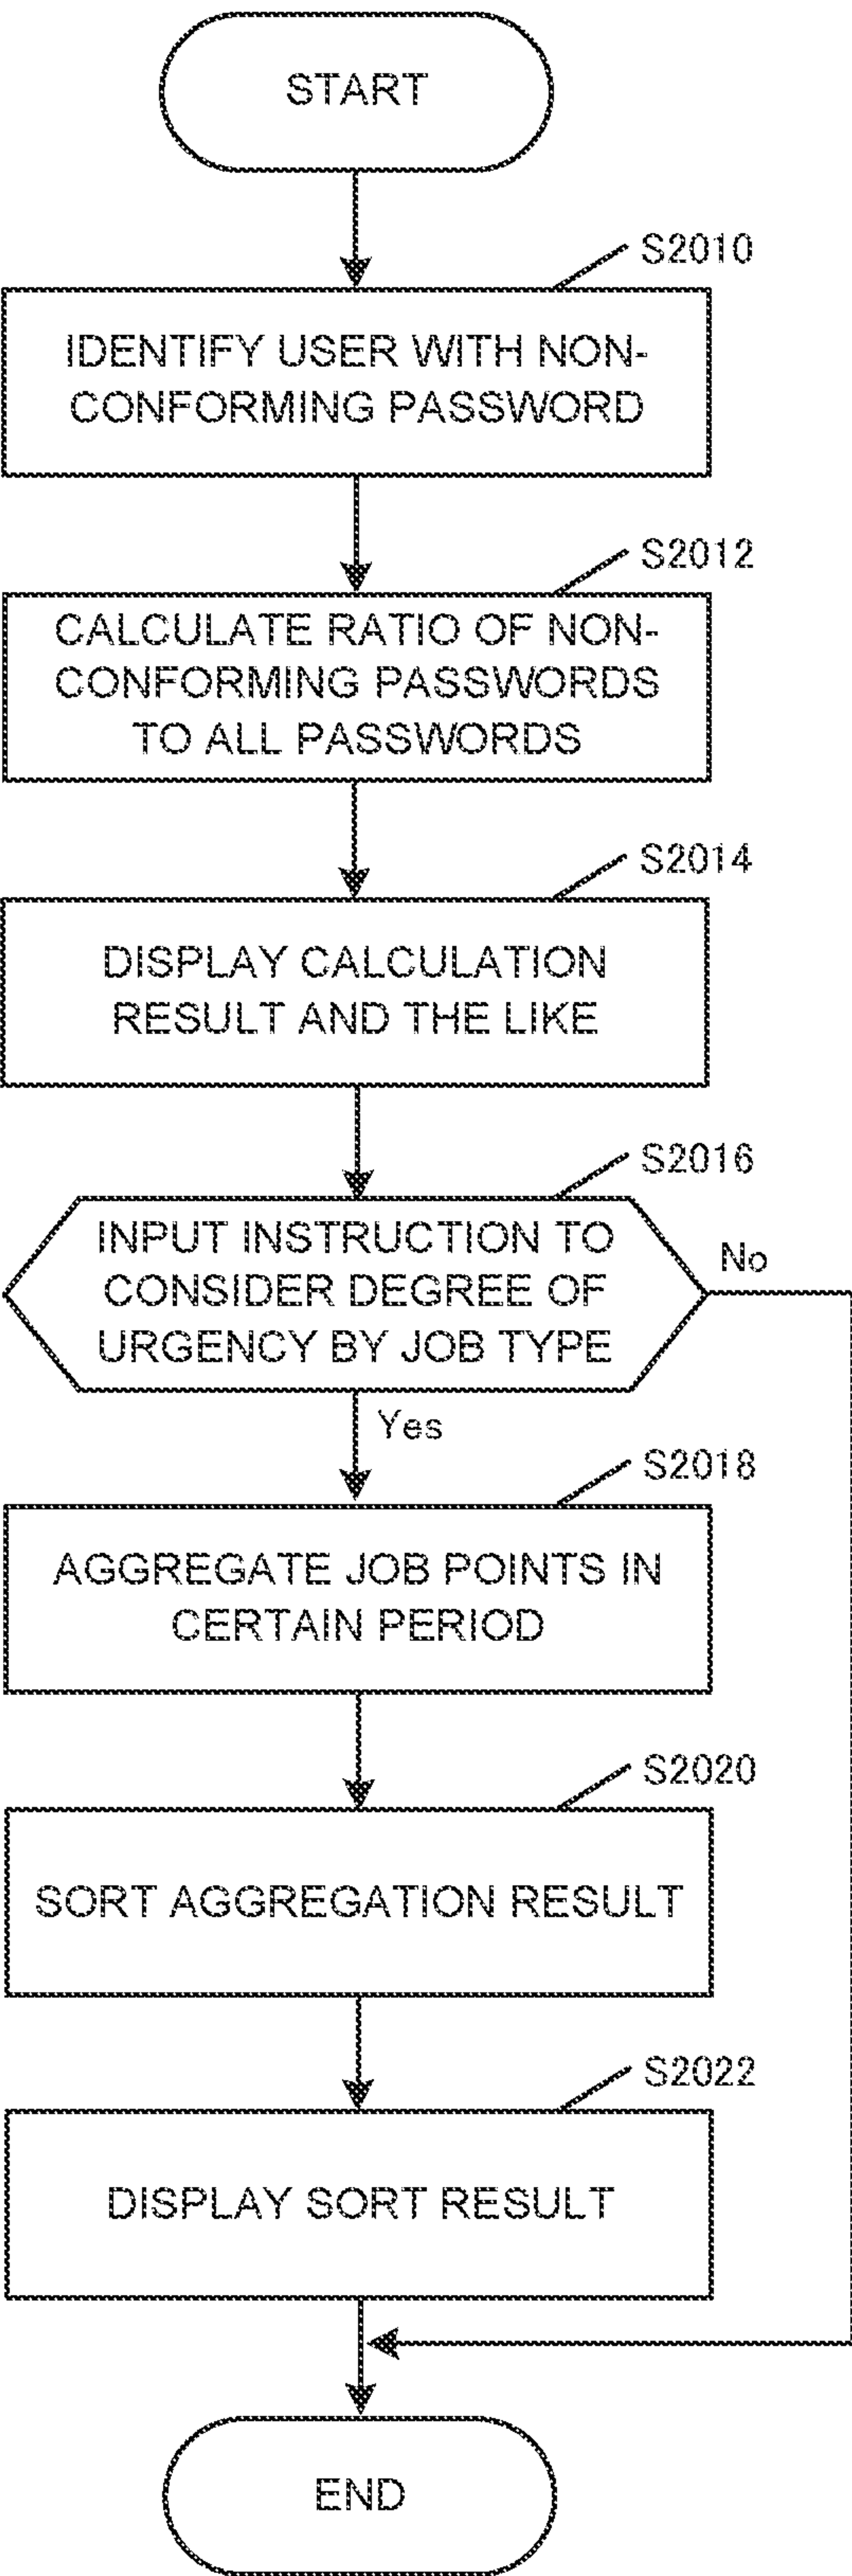 START
S2010
IDENTIFY USER WITH NON-
CONFORMING PASSWORD
S2012
CALCULATE RATIO OF NON-
CONFORMING PASSWORDS
TO ALL PASSWORDS
S2014
DISPLAY CALCULATION
RESULT AND THE LIKE
S2016
INPUT INSTRUCTION TO
CONSIDER DEGREE OF
URGENCY BY JOB TYPE
No
Yes
S2018
AGGREGATE JOB POINTS IN
CERTAIN PERIOD
S2020
SORT AGGREGATION RESULT
S2022
DISPLAY SORT RESULT
END